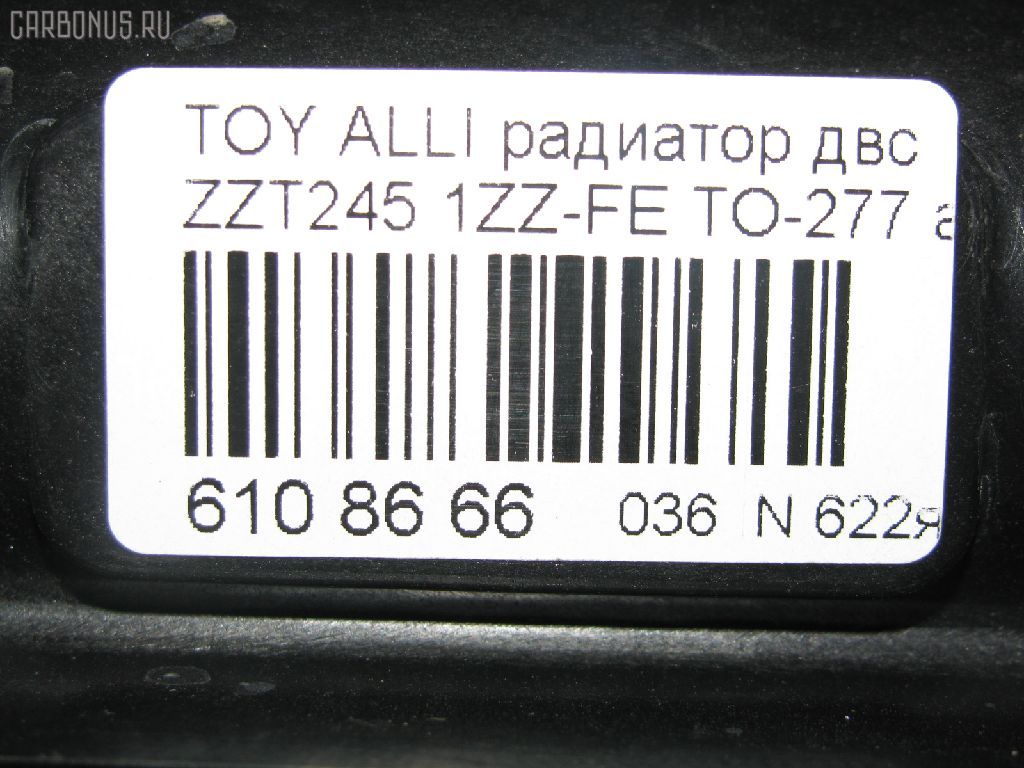 CARBONUS.RU
TOY ALLI радиатор двс
ZZT245 1ZZ-FE TO-277
610 86 66 036 N 622я